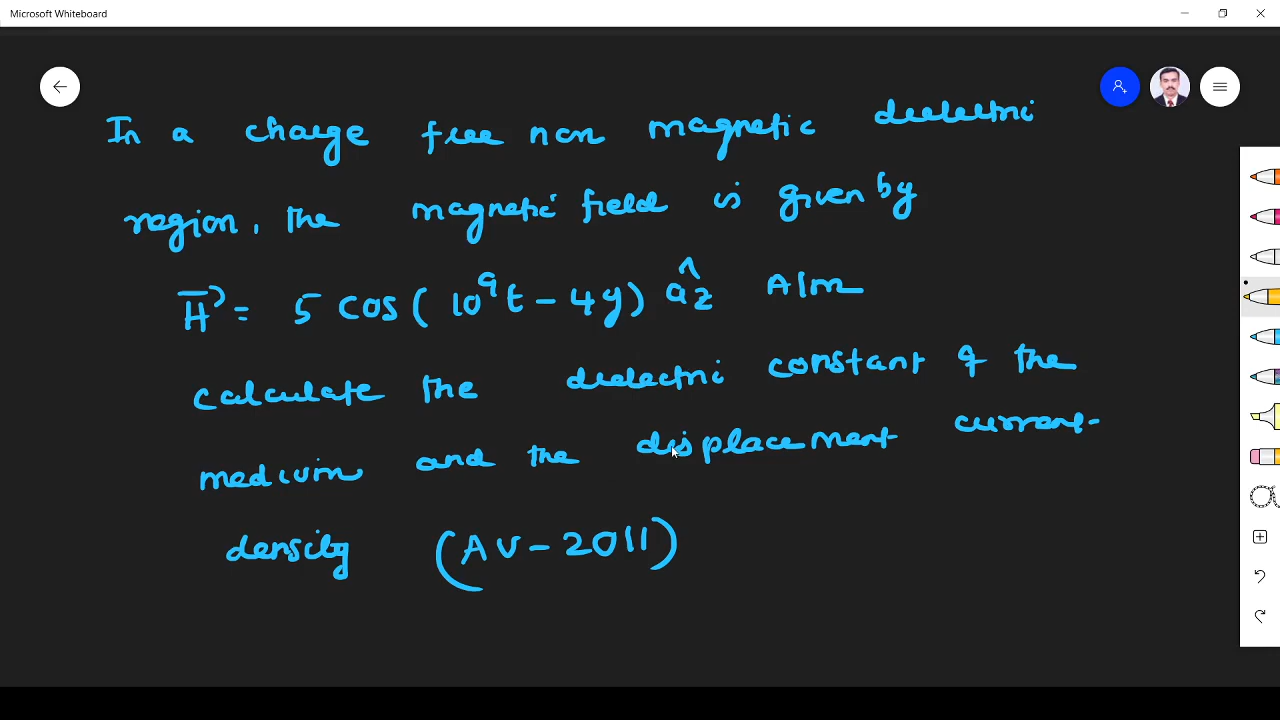 Microsoft Whiteboard
In a charge free non magnetic dielectric
region, the magnetic field is given by
H̅ = 5 cos(10⁹t - 4y) âz A/m
calculate the dielectric constant of the
medium and the displacement current
density (AU-2011)